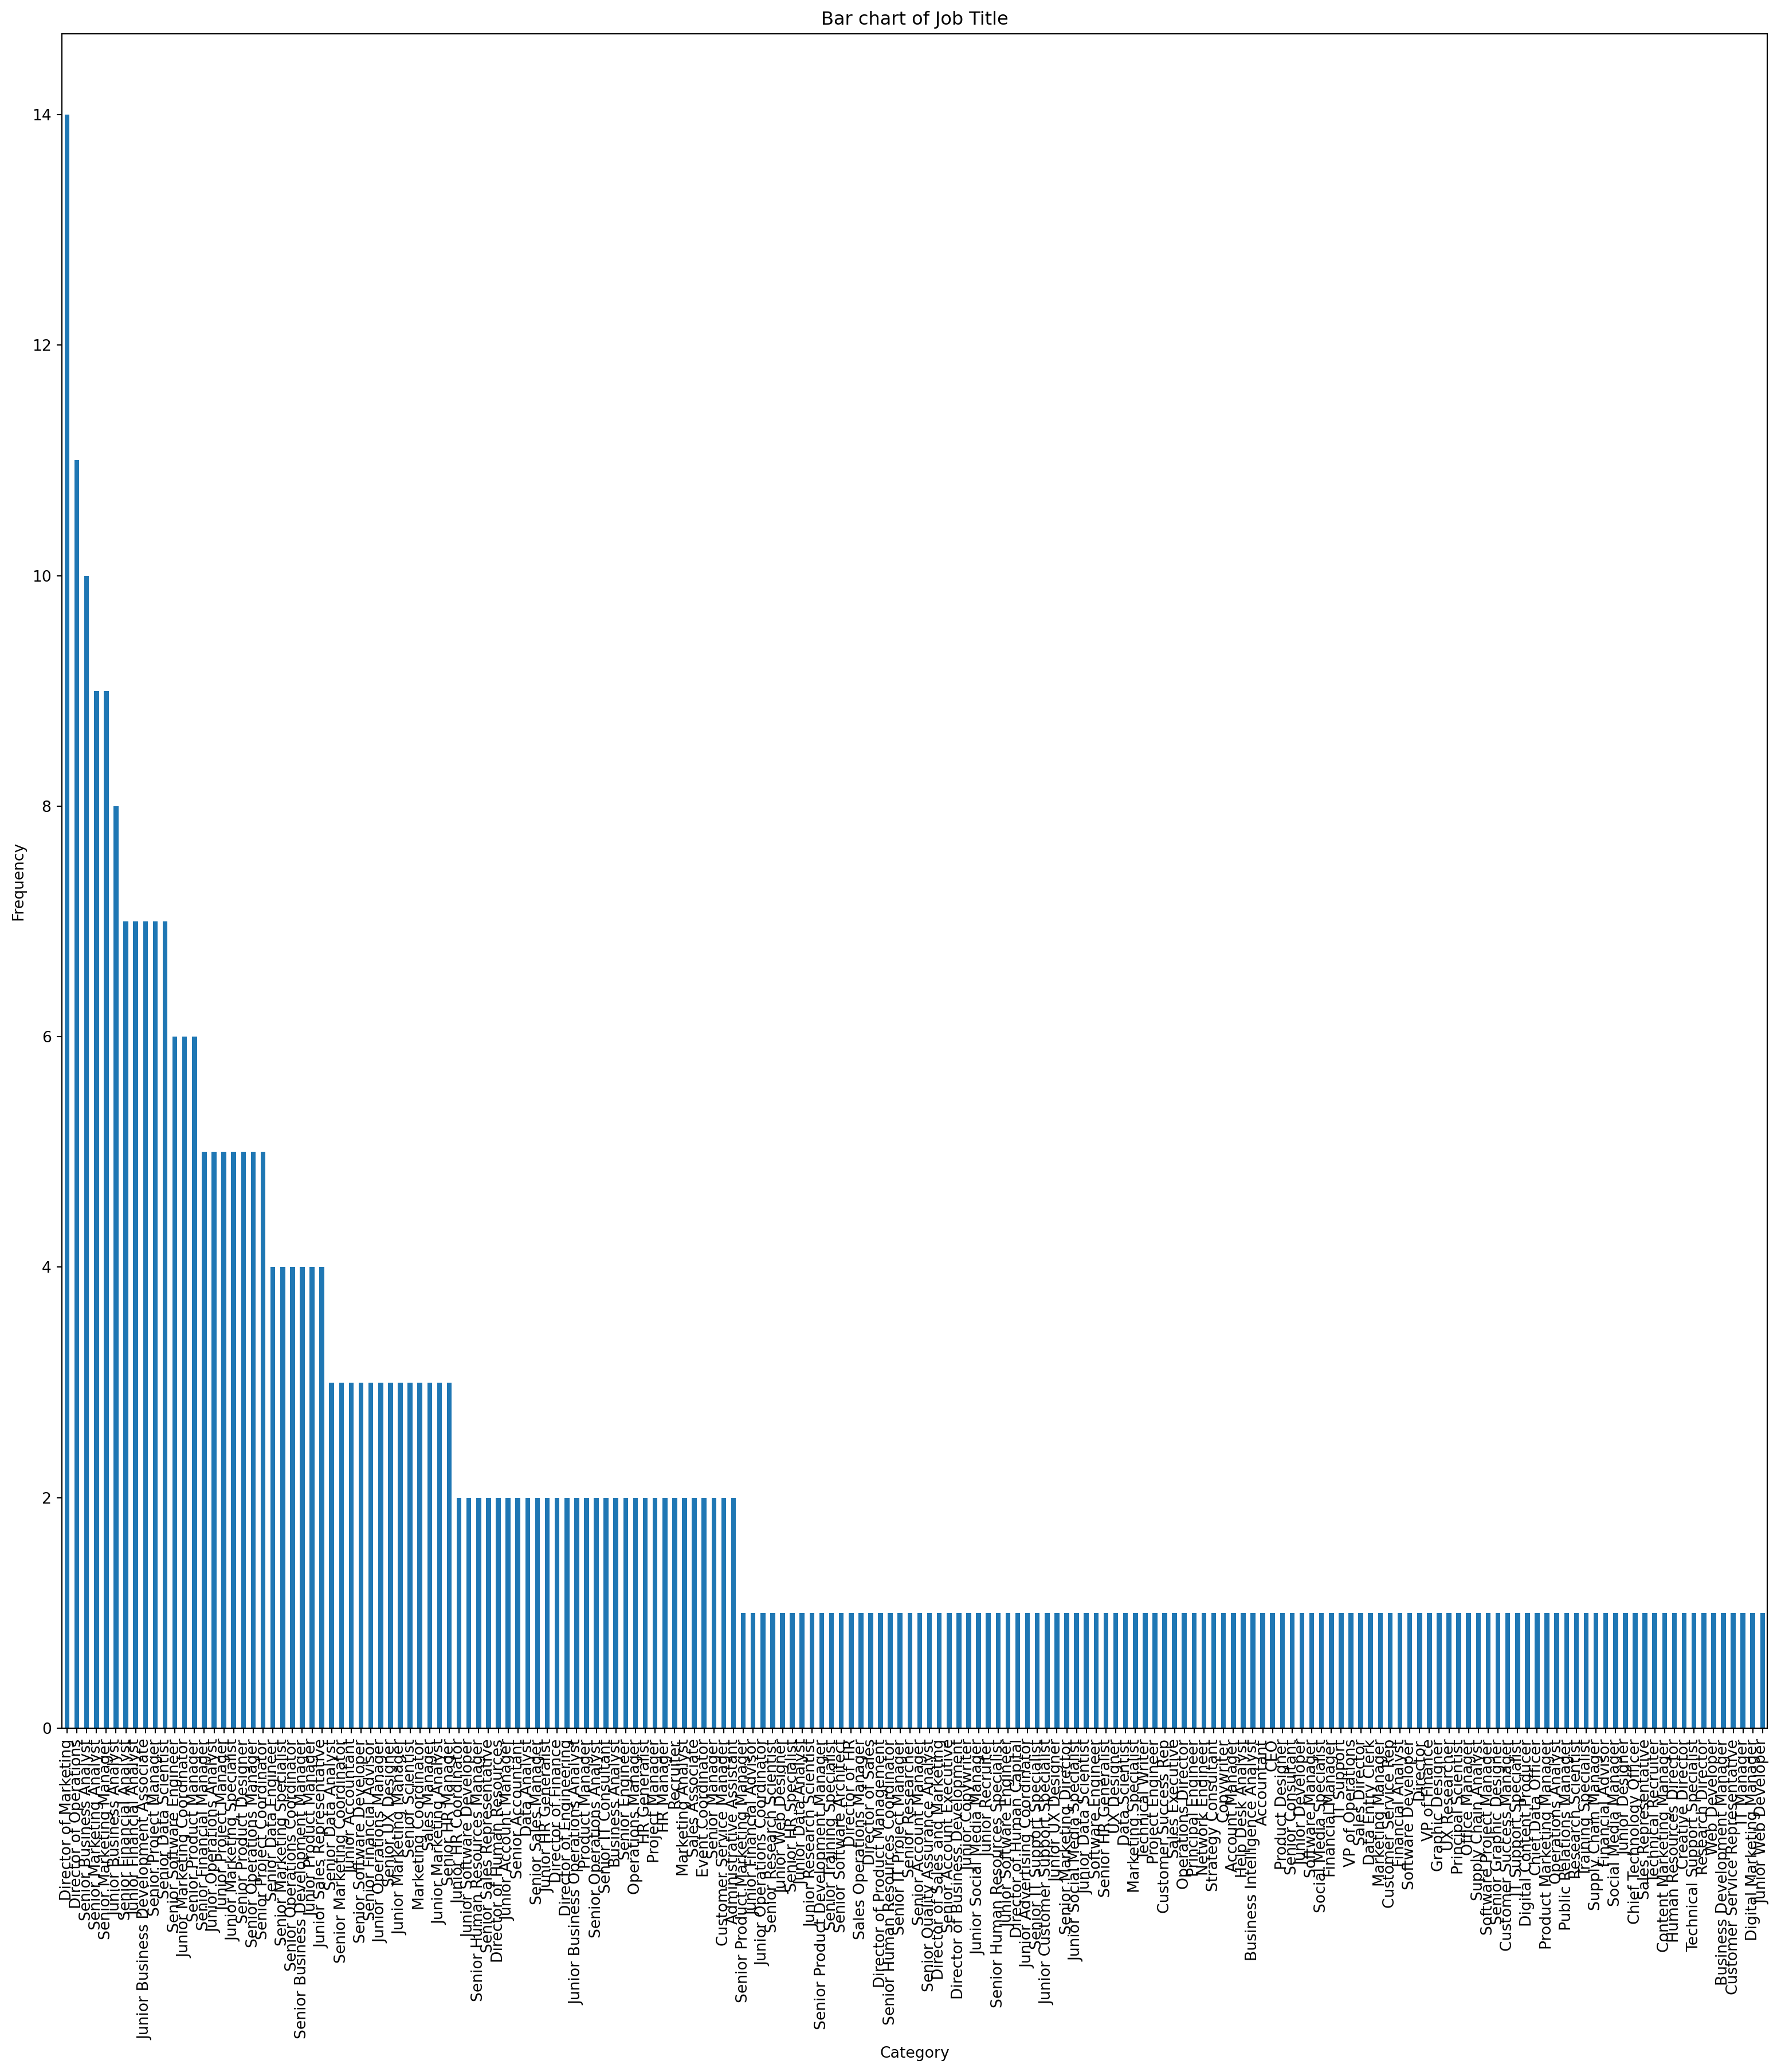 Bar chart of Job Title
14
12
10
8
6
4
2
0
Frequency
Director of Marketing
Director of Operations
Senior Business Analyst
Senior Marketing Analyst
Senior Marketing Manager
Junior Business Analyst
Senior Financial Analyst
Junior Financial Analyst
Junior Business Development Associate
Senior Project Manager
Senior Data Scientist
Senior Software Engineer
Junior Marketing Coordinator
Senior Product Manager
Senior Financial Manager
Junior Operations Analyst
Junior Project Manager
Junior Marketing Specialist
Senior Product Designer
Senior Operations Manager
Senior Project Coordinator
Senior Data Engineer
Senior Marketing Specialist
Senior Operations Coordinator
Senior Business Development Manager
Junior Product Manager
Junior Sales Representative
Senior Data Analyst
Senior Marketing Coordinator
Junior Accountant
Senior Software Developer
Senior Financial Advisor
Junior Operations Manager
Senior UX Designer
Junior Marketing Manager
Senior Scientist
Marketing Coordinator
Sales Manager
Junior Marketing Analyst
Senior HR Manager
Junior HR Coordinator
Junior Software Developer
Senior Human Resources Manager
Senior Sales Representative
Director of Human Resources
Junior Account Manager
Senior Accountant
Data Analyst
Senior Sales Manager
Junior HR Generalist
Director of Finance
Director of Engineering
Junior Business Operations Analyst
Product Manager
Senior Operations Analyst
Senior IT Consultant
Business Analyst
Senior Engineer
Operations Manager
HR Generalist
Project Manager
HR Manager
Recruiter
Marketing Analyst
Sales Associate
Event Coordinator
Senior Manager
Customer Service Manager
Administrative Assistant
Senior Product Marketing Manager
Junior Financial Advisor
Junior Operations Coordinator
Senior Research Scientist
Junior Web Designer
Senior HR Specialist
Junior Data Analyst
Junior Research Scientist
Senior Product Development Manager
Senior Training Specialist
Senior Software Architect
Director of HR
Sales Operations Manager
Director of Sales
Director of Product Management
Senior Human Resources Coordinator
Senior IT Project Manager
Senior Researcher
Senior Account Manager
Senior Quality Assurance Analyst
Director of Sales and Marketing
Senior Account Executive
Director of Business Development
Junior Copywriter
Junior Social Media Manager
Junior Recruiter
Senior Human Resources Specialist
Junior Software Engineer
Director of Human Capital
Junior Advertising Coordinator
Senior IT Support Specialist
Junior Customer Support Specialist
Junior UX Designer
Senior Marketing Director
Junior Social Media Specialist
Junior Data Scientist
Software Engineer
Senior HR Generalist
UX Designer
Data Scientist
Marketing Specialist
Technical Writer
Project Engineer
Customer Success Rep
Sales Executive
Operations Director
Principal Engineer
Network Engineer
Strategy Consultant
Copywriter
Account Manager
Help Desk Analyst
Business Intelligence Analyst
Accountant
CEO
Product Designer
Senior Consultant
Junior Developer
Software Manager
Social Media Specialist
Financial Manager
IT Support
VP of Operations
Sales Director
Data Entry Clerk
Marketing Manager
Customer Service Rep
Financial Analyst
Software Developer
Director
VP of Finance
Graphic Designer
UX Researcher
Principal Scientist
Office Manager
Supply Chain Analyst
Software Project Manager
Senior Graphic Designer
Customer Success Manager
IT Support Specialist
Digital Content Producer
Chief Data Officer
Product Marketing Manager
Operations Analyst
Public Relations Manager
Research Scientist
Training Specialist
Supply Chain Manager
Financial Advisor
Social Media Manager
Designer
Chief Technology Officer
Sales Representative
Technical Recruiter
Content Marketing Manager
Human Resources Director
Creative Director
Technical Support Specialist
Research Director
Web Developer
Business Development Manager
Customer Service Representative
IT Manager
Digital Marketing Manager
Junior Web Developer
Category